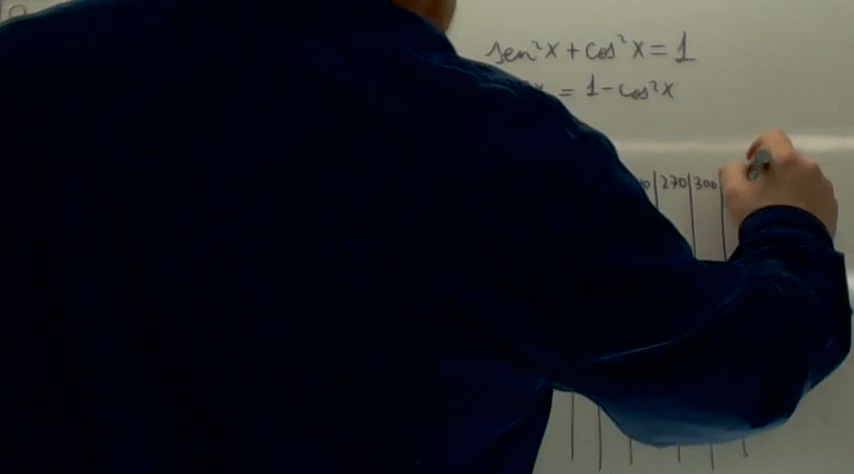 sen²x + cos²x = 1
= 1 - cos²x
270 300